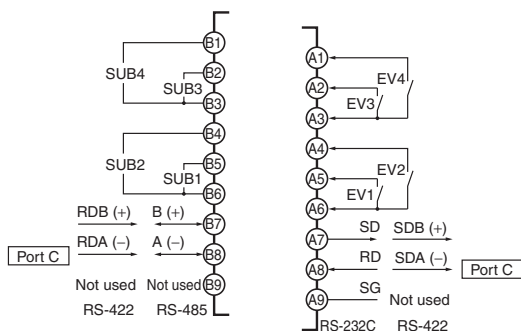 B1
B2
SUB4
SUB3
B3
B4
B5
SUB2
SUB1
B6
RDB (+) B (+) B7
RDA (−) A (−) B8
Port C
Not used Not used B9
RS-422 RS-485
A1
A2
EV4
EV3
A3
A4
A5
EV2
EV1
A6
A7 SD SDB (+)
A8 RD SDA (−)
Port C
A9 SG Not used
RS-232C RS-422